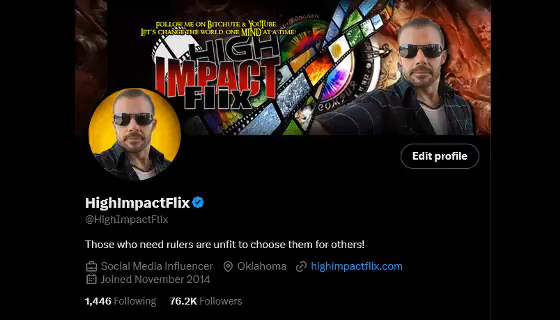 Follow me on Bitchute & YouTube
Let's change the world one MIND at a time!
HIGH
IMPACT
Flix
Edit profile
HighImpactFlix
@HighImpactFlix
Those who need rulers are unfit to choose them for others!
Social Media Influencer Oklahoma highimpactflix.com
Joined November 2014
1,446 Following 76.2K Followers